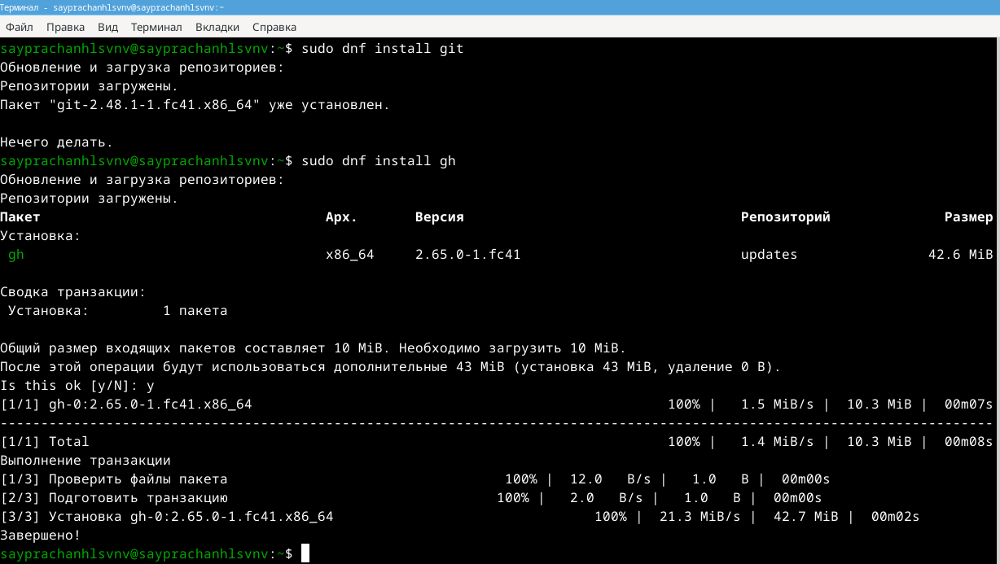 Терминал - sayprachanhlsvnv@sayprachanhlsvnv:~
Файл Правка Вид Терминал Вкладки Справка
sayprachanhlsvnv@sayprachanhlsvnv:~$ sudo dnf install git
Обновление и загрузка репозиториев:
Репозитории загружены.
Пакет "git-2.48.1-1.fc41.x86_64" уже установлен.
Нечего делать.
sayprachanhlsvnv@sayprachanhlsvnv:~$ sudo dnf install gh
Обновление и загрузка репозиториев:
Репозитории загружены.
Пакет Арх. Версия Репозиторий Размер
Установка:
gh x86_64 2.65.0-1.fc41 updates 42.6 MiB
Сводка транзакции:
Установка: 1 пакета
Общий размер входящих пакетов составляет 10 MiB. Необходимо загрузить 10 MiB.
После этой операции будут использоваться дополнительные 43 MiB (установка 43 MiB, удаление 0 B).
Is this ok [y/N]: y
[1/1] gh-0:2.65.0-1.fc41.x86_64 100% | 1.5 MiB/s | 10.3 MiB | 00m07s
--------------------------------------------------------------------------------------------------------------------------
[1/1] Total 100% | 1.4 MiB/s | 10.3 MiB | 00m08s
Выполнение транзакции
[1/3] Проверить файлы пакета 100% | 12.0 B/s | 1.0 B | 00m00s
[2/3] Подготовить транзакцию 100% | 2.0 B/s | 1.0 B | 00m00s
[3/3] Установка gh-0:2.65.0-1.fc41.x86_64 100% | 21.3 MiB/s | 42.7 MiB | 00m02s
Завершено!
sayprachanhlsvnv@sayprachanhlsvnv:~$